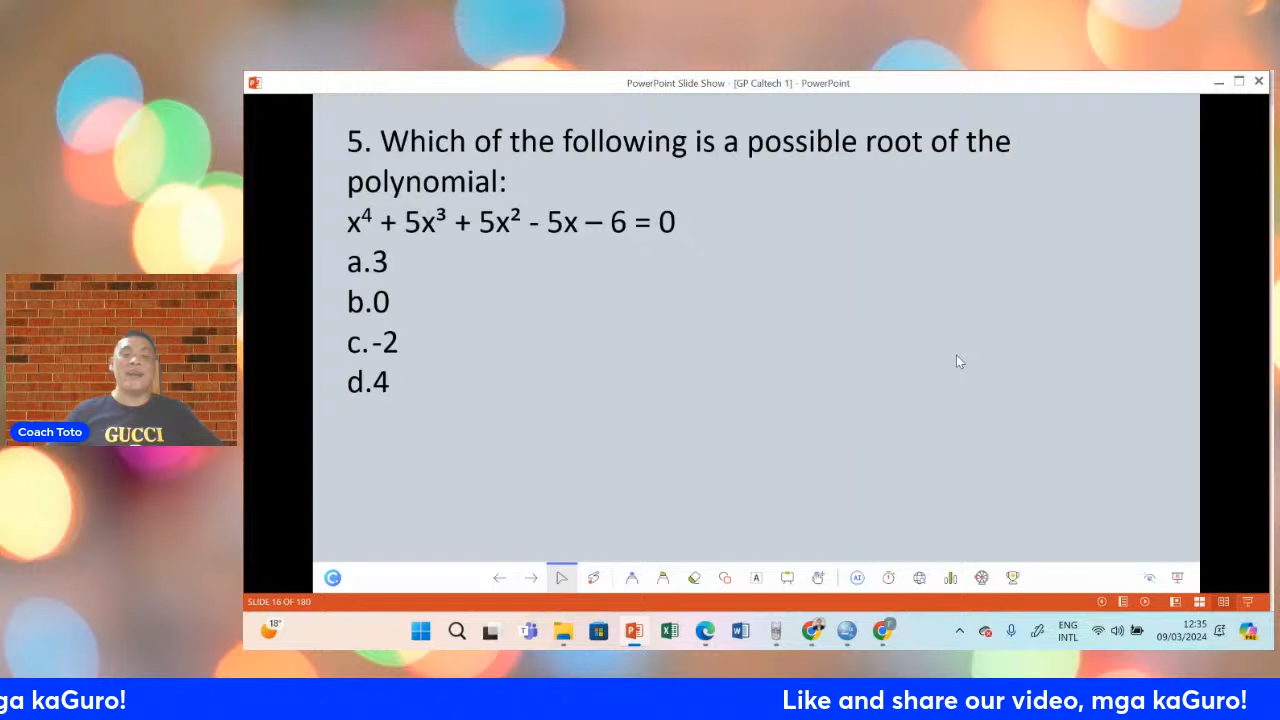 PowerPoint Slide Show - [GP Caltech 1] - PowerPoint
5. Which of the following is a possible root of the
polynomial:
x⁴ + 5x³ + 5x² - 5x – 6 = 0
a.3
b.0
c.-2
d.4
Coach Toto
GUCCI
A
AI
SLIDE 16 OF 180
18°
ENG
INTL
12:35
09/03/2024
ga kaGuro!
Like and share our video, mga kaGuro!